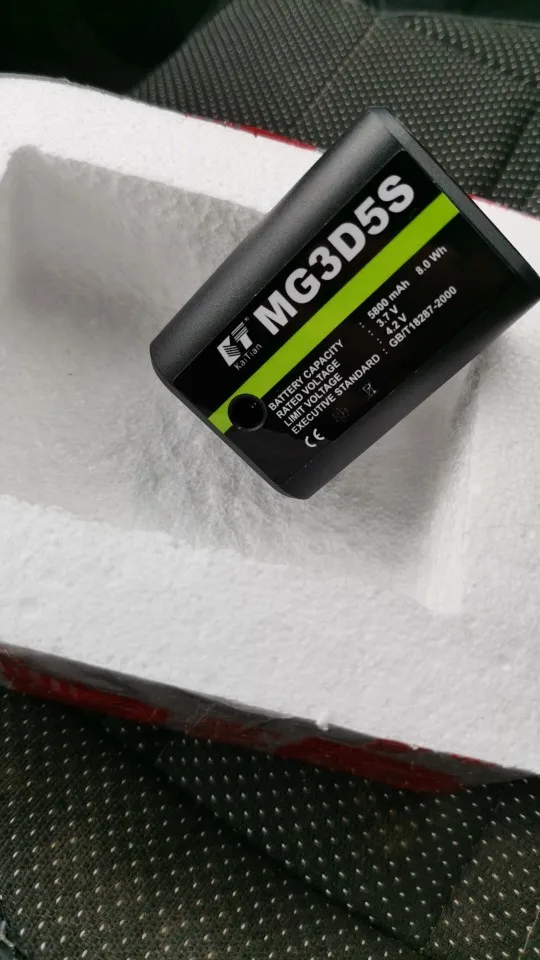 KaiTian
MG3D5S
BATTERY CAPACITY : 5800 mAh 8.0 Wh
RATED VOLTAGE : 3.7 V
LIMIT VOLTAGE : 4.2 V
EXECUTIVE STANDARD : GB/T18287-2000
CE